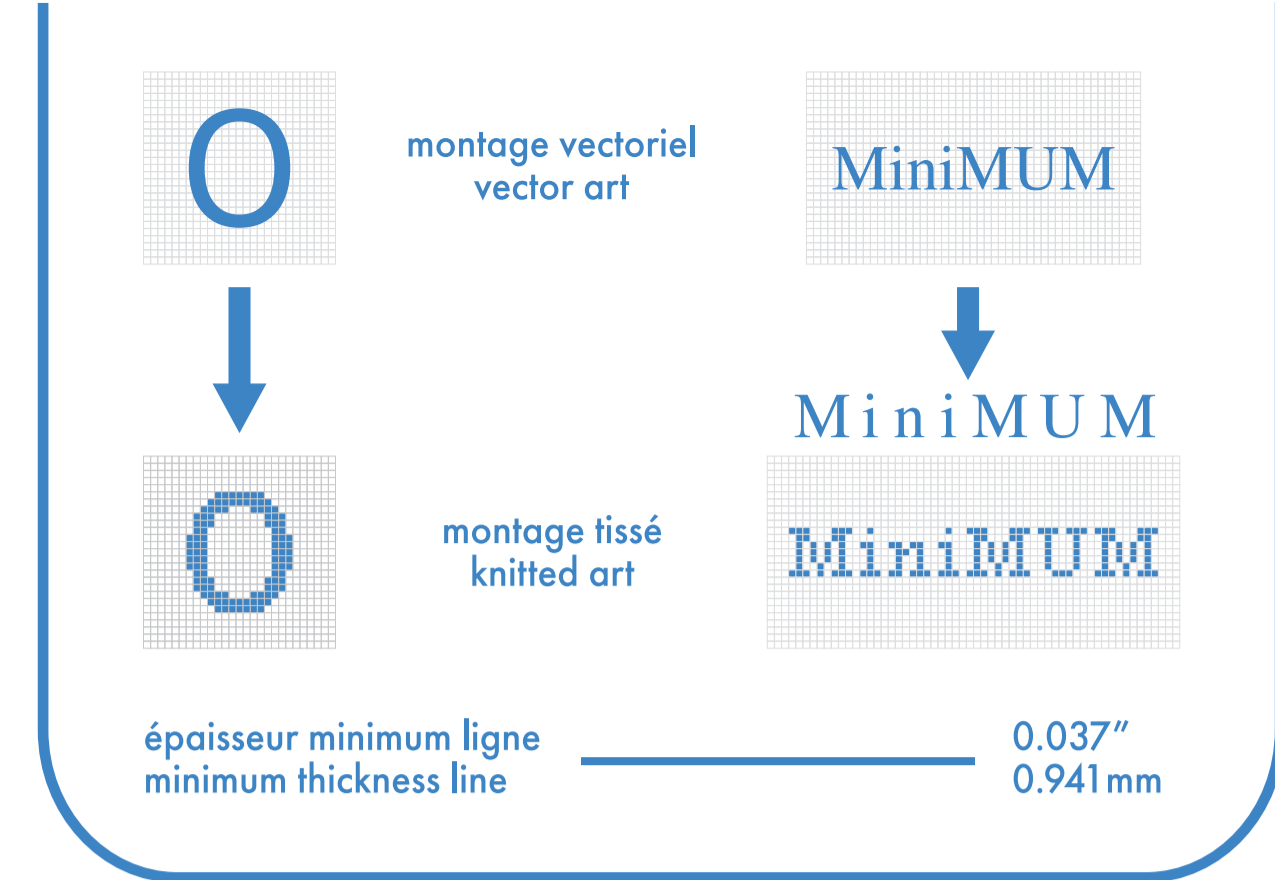 O
montage vectoriel
vector art
MiniMUM
MiniMUM
O
montage tissé
knitted art
MiniMUM
épaisseur minimum ligne
minimum thickness line
0.037"
0.941mm